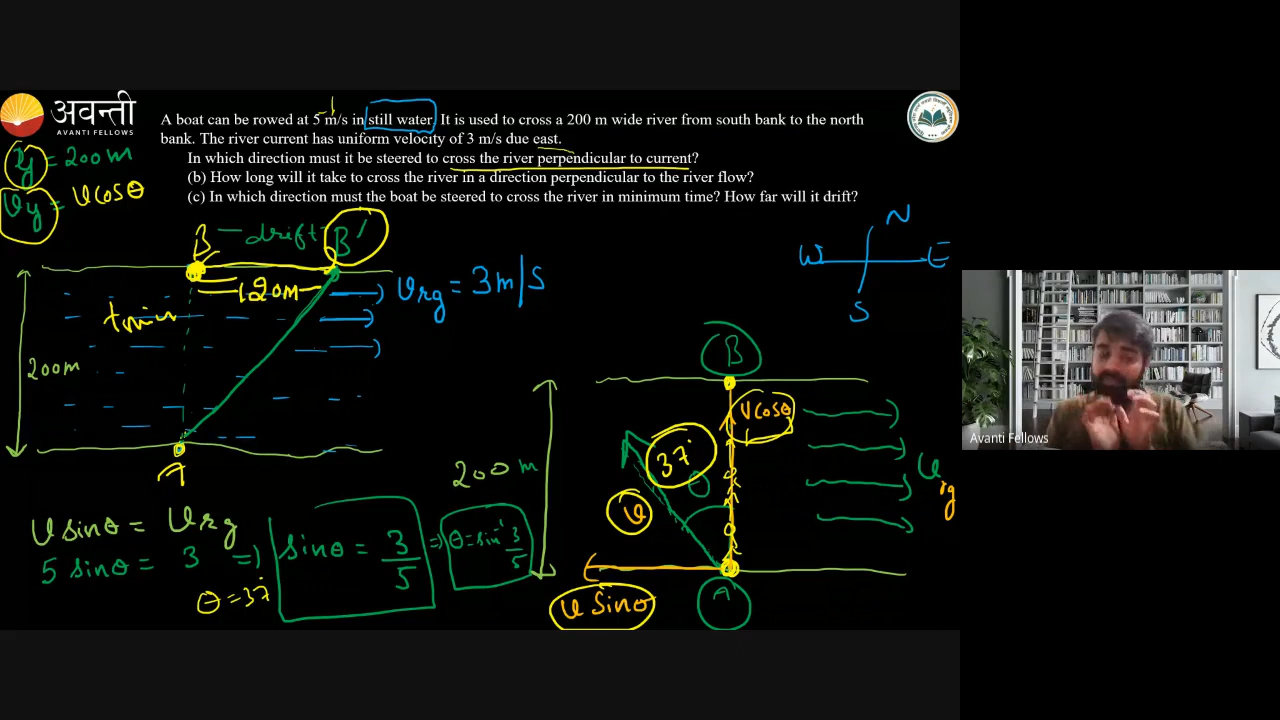 अवन्ती
AVANTI FELLOWS
A boat can be rowed at 5 m/s in still water. It is used to cross a 200 m wide river from south bank to the north
bank. The river current has uniform velocity of 3 m/s due east.
In which direction must it be steered to cross the river perpendicular to current?
(b) How long will it take to cross the river in a direction perpendicular to the river flow?
(c) In which direction must the boat be steered to cross the river in minimum time? How far will it drift?
= 200m
vy = vcosθ
B — drift B'
120m
tmin
200m
A
vrg = 3m/s
N
W E
S
B
vcosθ
37°
θ
v
200 m
vrg
v sinθ
A
v sinθ = vrg
5 sinθ = 3 ⇒ sinθ = 3/5 ⇒ θ = sin⁻¹ 3/5
θ = 37°
Avanti Fellows